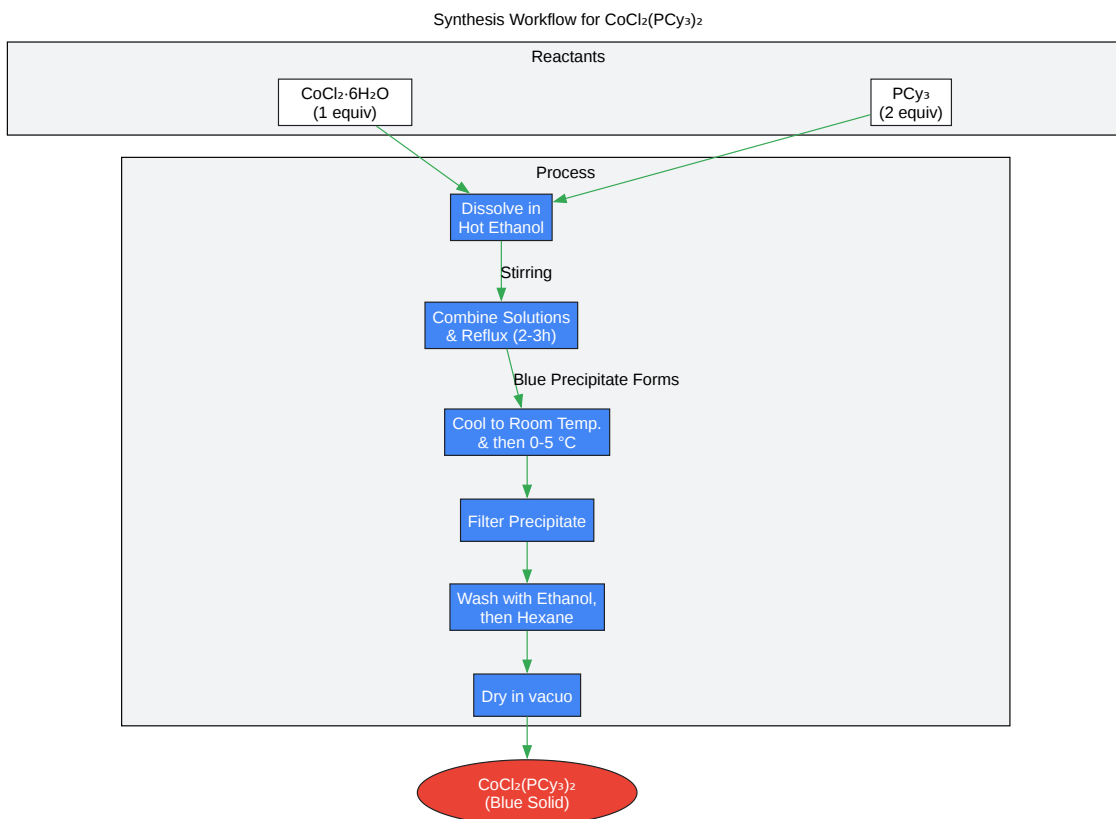 Synthesis Workflow for CoCl₂(PCy₃)₂
Reactants
CoCl₂·6H₂O
(1 equiv)
PCy₃
(2 equiv)
Process
Dissolve in
Hot Ethanol
Stirring
Combine Solutions
& Reflux (2-3h)
Blue Precipitate Forms
Cool to Room Temp.
& then 0-5 °C
Filter Precipitate
Wash with Ethanol,
then Hexane
Dry in vacuo
CoCl₂(PCy₃)₂
(Blue Solid)